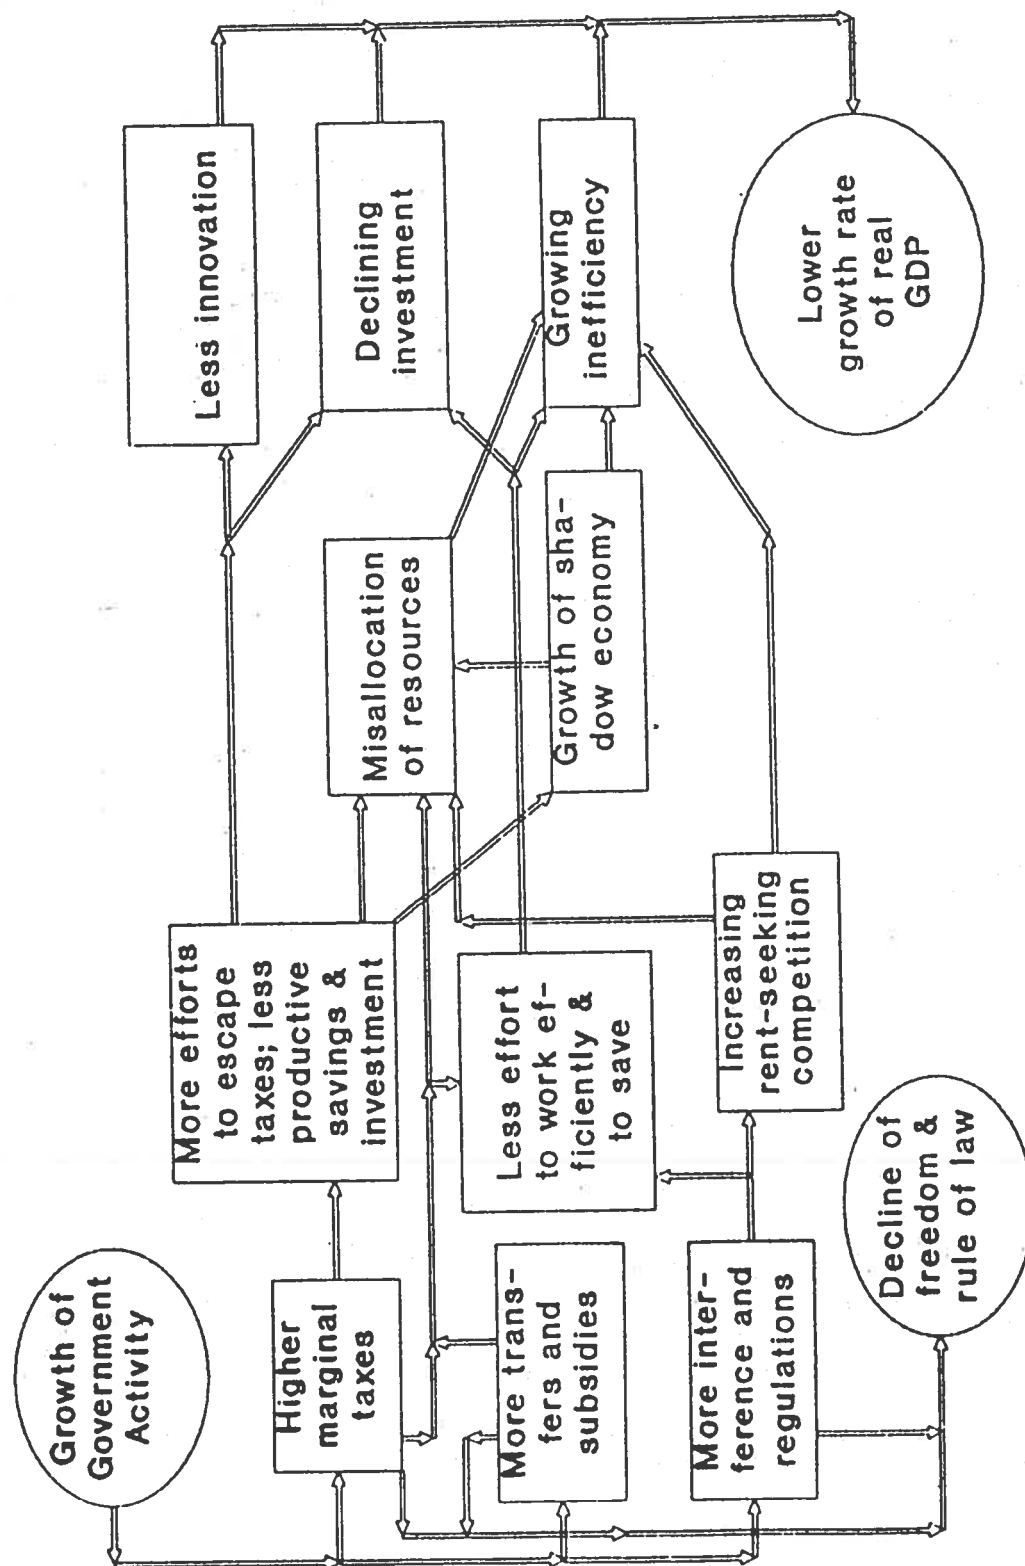 Growth of
Government
Activity
Higher
marginal
taxes
More trans-
fers and
subsidies
More inter-
ference and
regulations
Decline of
freedom &
rule of law
More efforts
to escape
taxes; less
productive
savings &
investment
Less effort
to work ef-
ficiently &
to save
Increasing
rent-seeking
competition
Misallocation
of resources
Growth of sha-
dow economy
Less innovation
Declining
investment
Growing
inefficiency
Lower
growth rate
of real
GDP